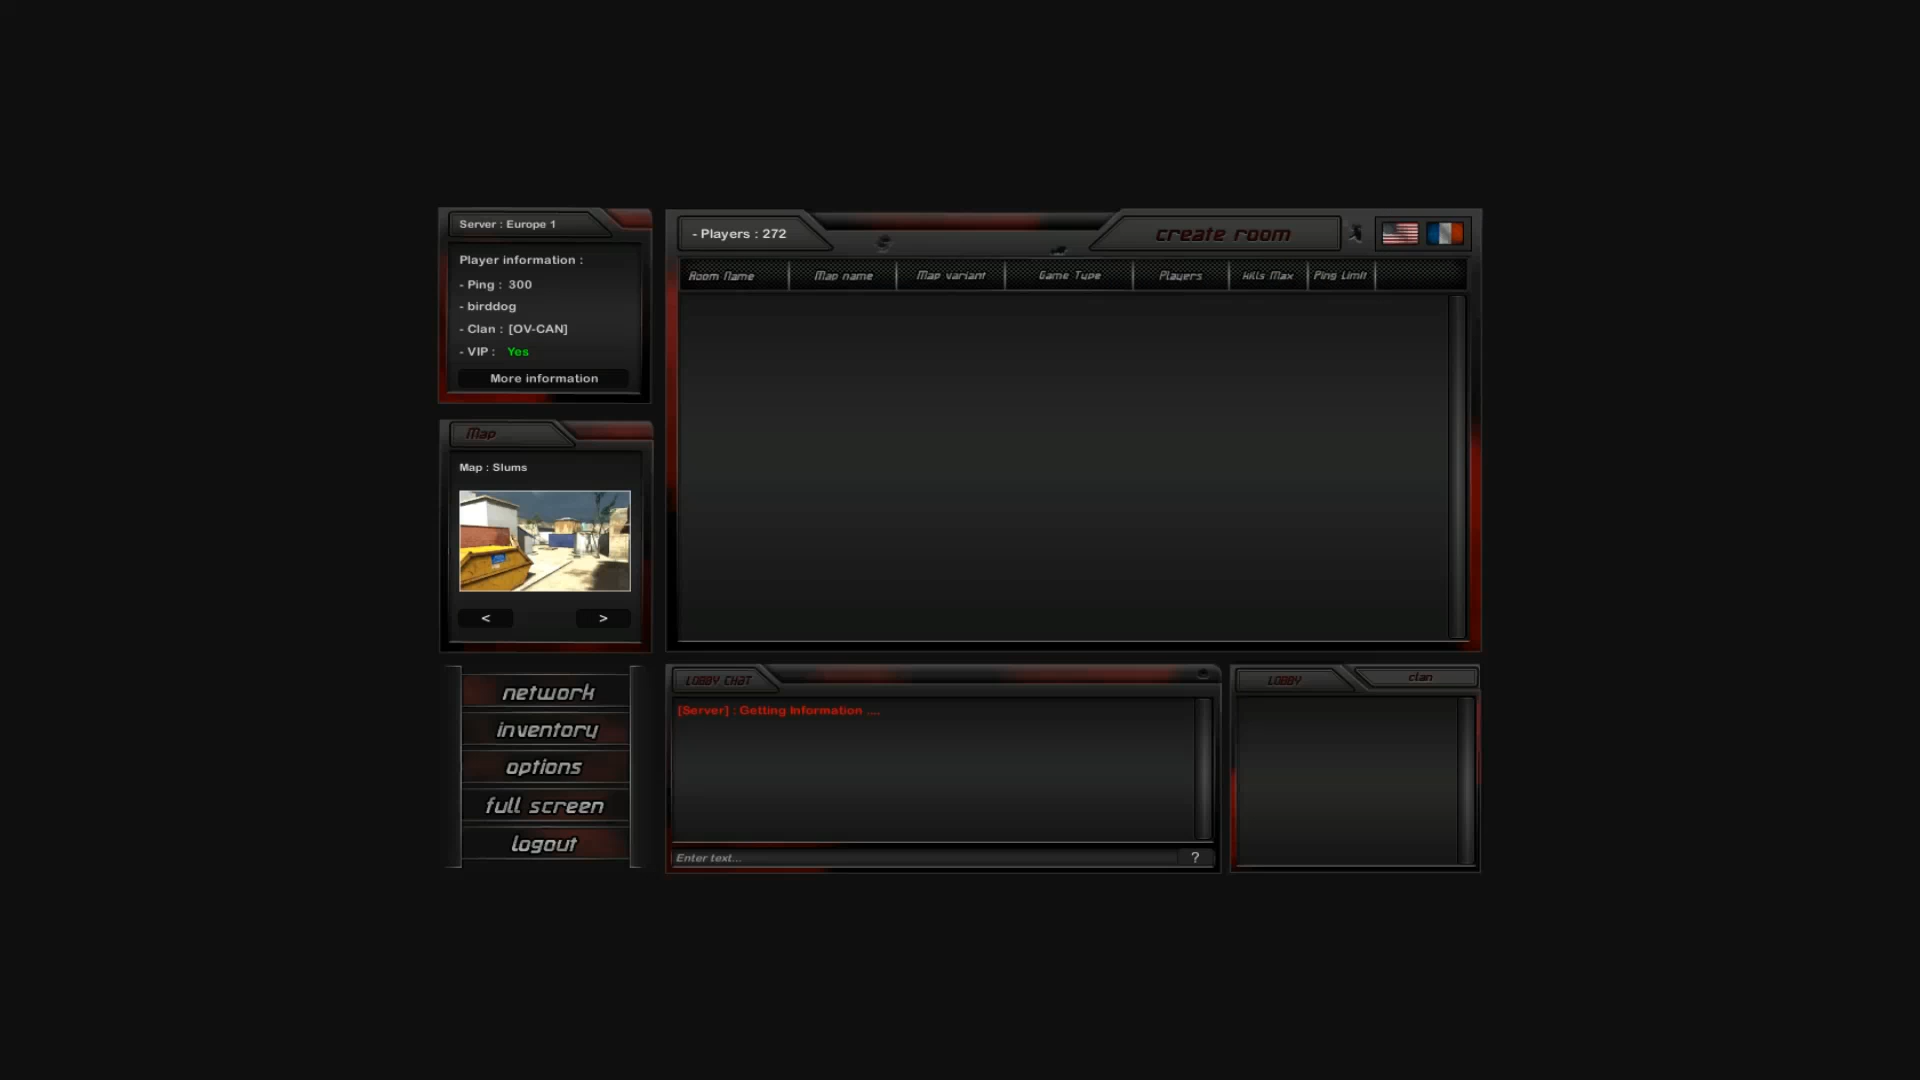 Server : Europe 1
Player information :
- Ping : 300
- birddog
- Clan : [OV-CAN]
- VIP : Yes
More information
- Players : 272
create room
Room Name
Map name
Map variant
Game Type
Players
Kills Max
Ping Limit
Map
Map : Slums
<
>
network
inventory
options
full screen
logout
LOBBY CHAT
[Server] : Getting Information ....
Enter text...
?
LOBBY
clan